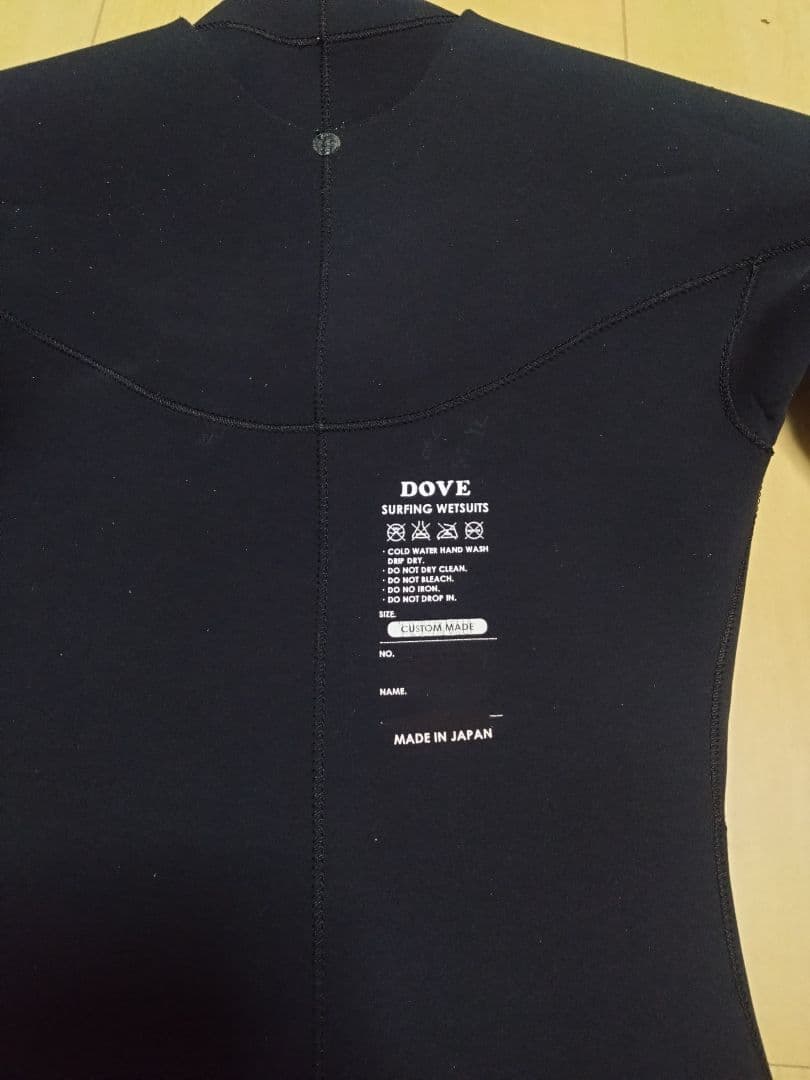 DOVE
SURFING WETSUITS
· COLD WATER HAND WASH
DRIP DRY.
· DO NOT DRY CLEAN.
· DO NOT BLEACH.
· DO NO IRON.
· DO NOT DROP IN.
SIZE.
CUSTOM MADE
NO.
NAME.
MADE IN JAPAN